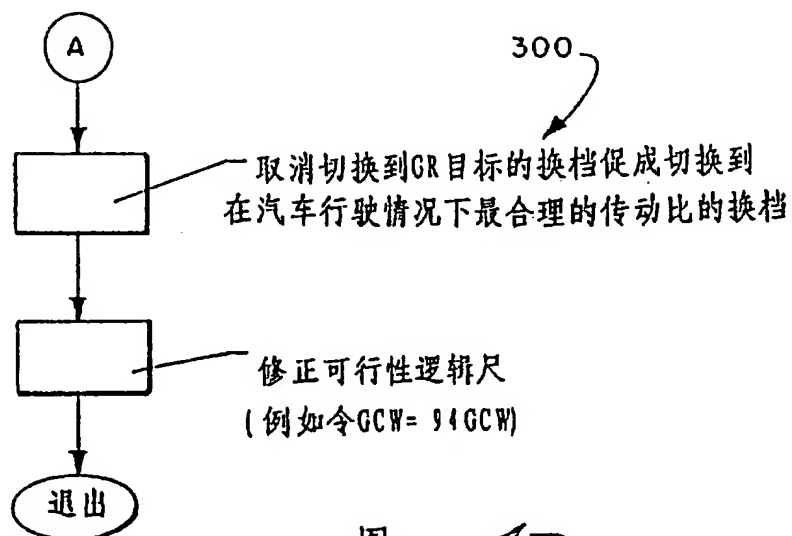 A
300
取消切换到GR目标的换档促成切换到
在汽车行驶情况下最合理的传动比的换档
修正可行性逻辑尺
(例如令GCW= 94GCW)
退出
图